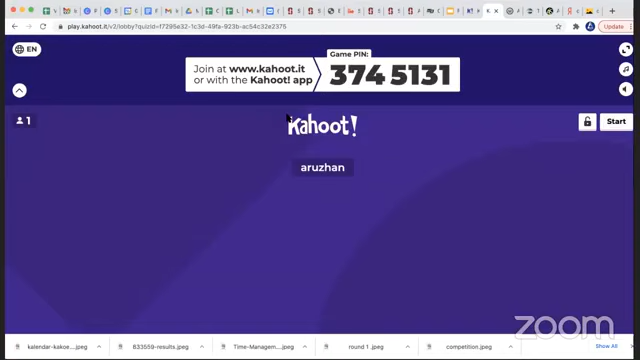 play.kahoot.it/v2/lobby?quizId=f7295e32-1c3d-49fa-923b-ac54c32e2376
Update
EN
Game PIN:
Join at www.kahoot.it
or with the Kahoot! app
374 5131
1
Kahoot!
Start
aruzhan
zoom
kalendar-kakoe....jpeg
833559-results.jpeg
Time-Managem....jpeg
round 1 .jpeg
competition.jpeg
Show All